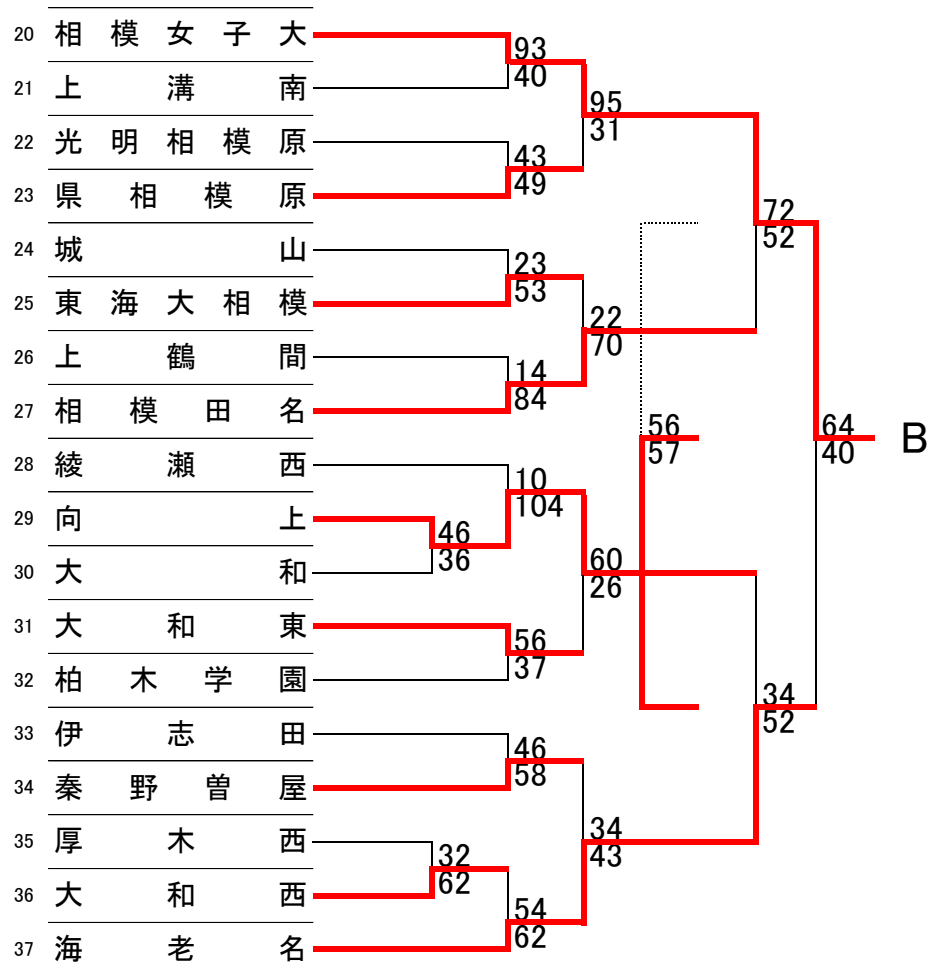 20 相模女子大
93
40
21 上溝南
95
31
22 光明相模原
43
49
23 県相模原
72
52
24 城山
23
53
25 東海大相模
22
70
26 上鶴間
14
84
27 相模田名
56
57
64
40
B
28 綾瀬西
10
104
29 向上
46
36
30 大和
60
26
31 大和東
56
37
32 柏木学園
34
52
33 伊志田
46
58
34 秦野曽屋
35 厚木西
34
43
32
62
36 大和西
54
62
37 海老名